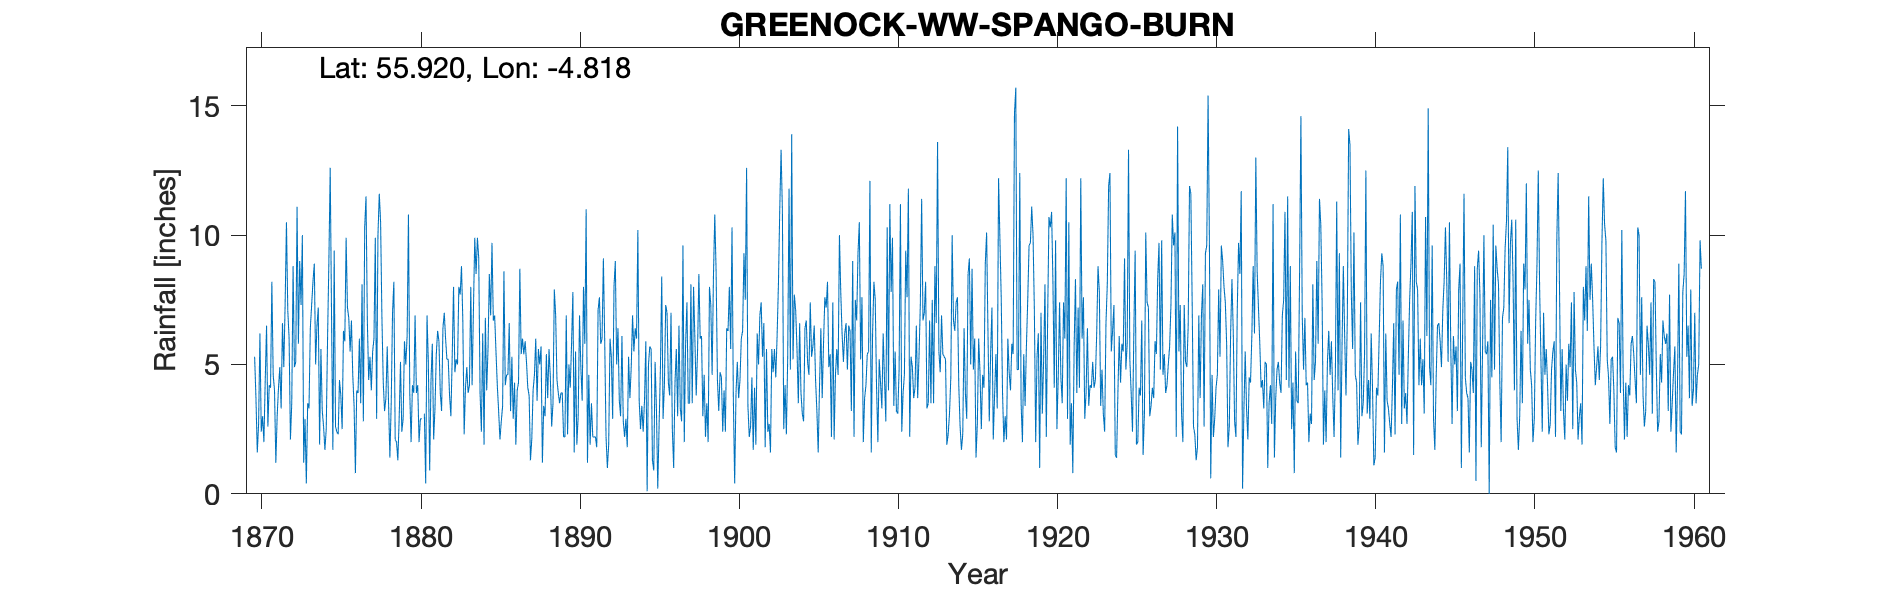 GREENOCK-WW-SPANGO-BURN
Lat: 55.920, Lon: -4.818
Rainfall [inches]
15
10
5
0
1870 1880 1890 1900 1910 1920 1930 1940 1950 1960
Year